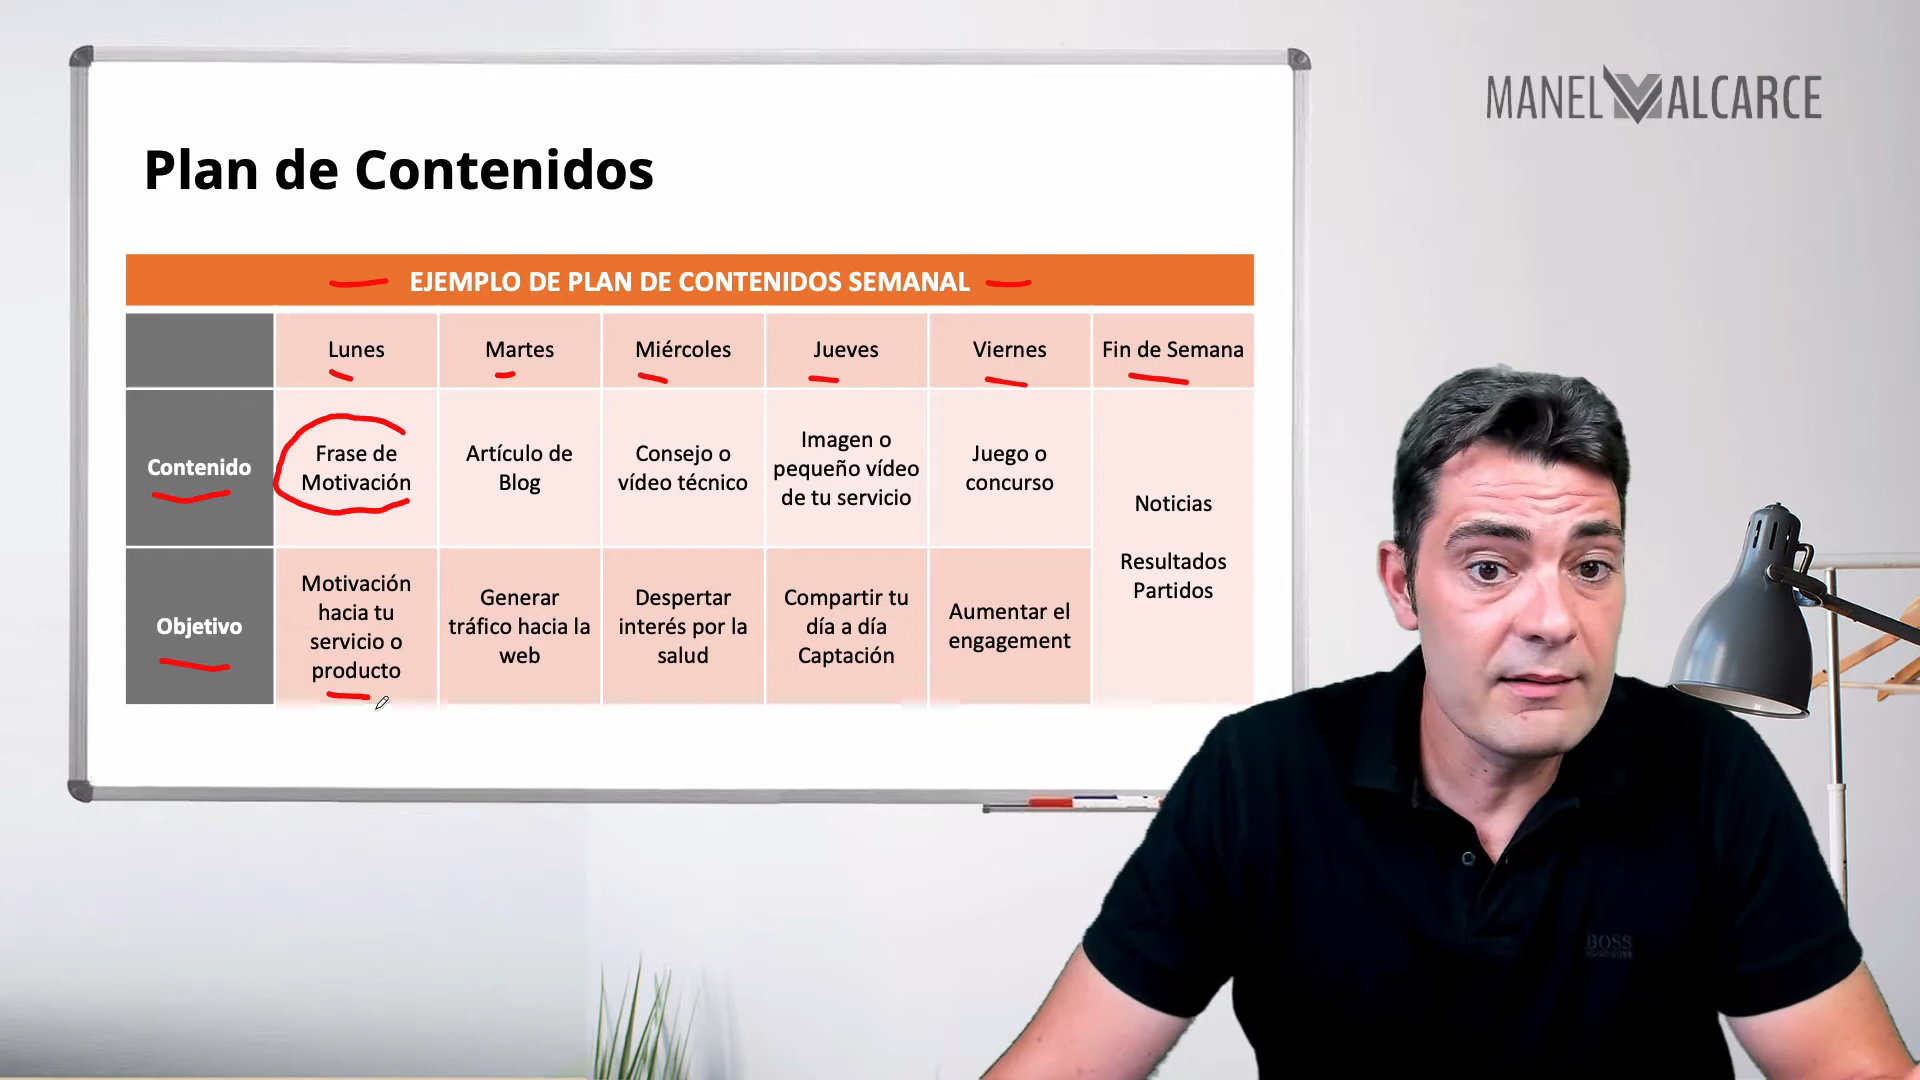 MANEL VALCARCE
Plan de Contenidos
EJEMPLO DE PLAN DE CONTENIDOS SEMANAL
Lunes
Martes
Miércoles
Jueves
Viernes
Fin de Semana
Contenido
Frase de
Motivación
Artículo de
Blog
Consejo o
vídeo técnico
Imagen o
pequeño vídeo
de tu servicio
Juego o
concurso
Noticias
Resultados
Partidos
Objetivo
Motivación
hacia tu
servicio o
producto
Generar
tráfico hacia la
web
Despertar
interés por la
salud
Compartir tu
día a día
Captación
Aumentar el
engagement
BOSS